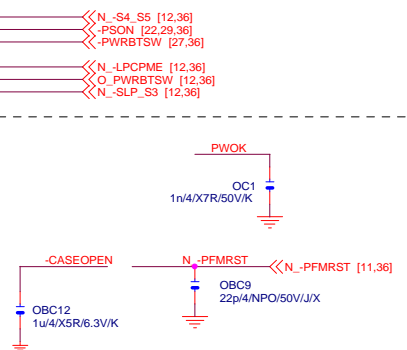 N_-S4_S5 [12,36]
-PSON [22,29,36]
-PWRBTSW [27,36]
N_-LPCPME [12,36]
O_PWRBTSW [12,36]
N_-SLP_S3 [12,36]
PWOK
OC1
1n/4/X7R/50V/K
-CASEOPEN
N_-PFMRST
N_-PFMRST [11,36]
OBC12
1u/4/X5R/6.3V/K
OBC9
22p/4/NPO/50V/J/X